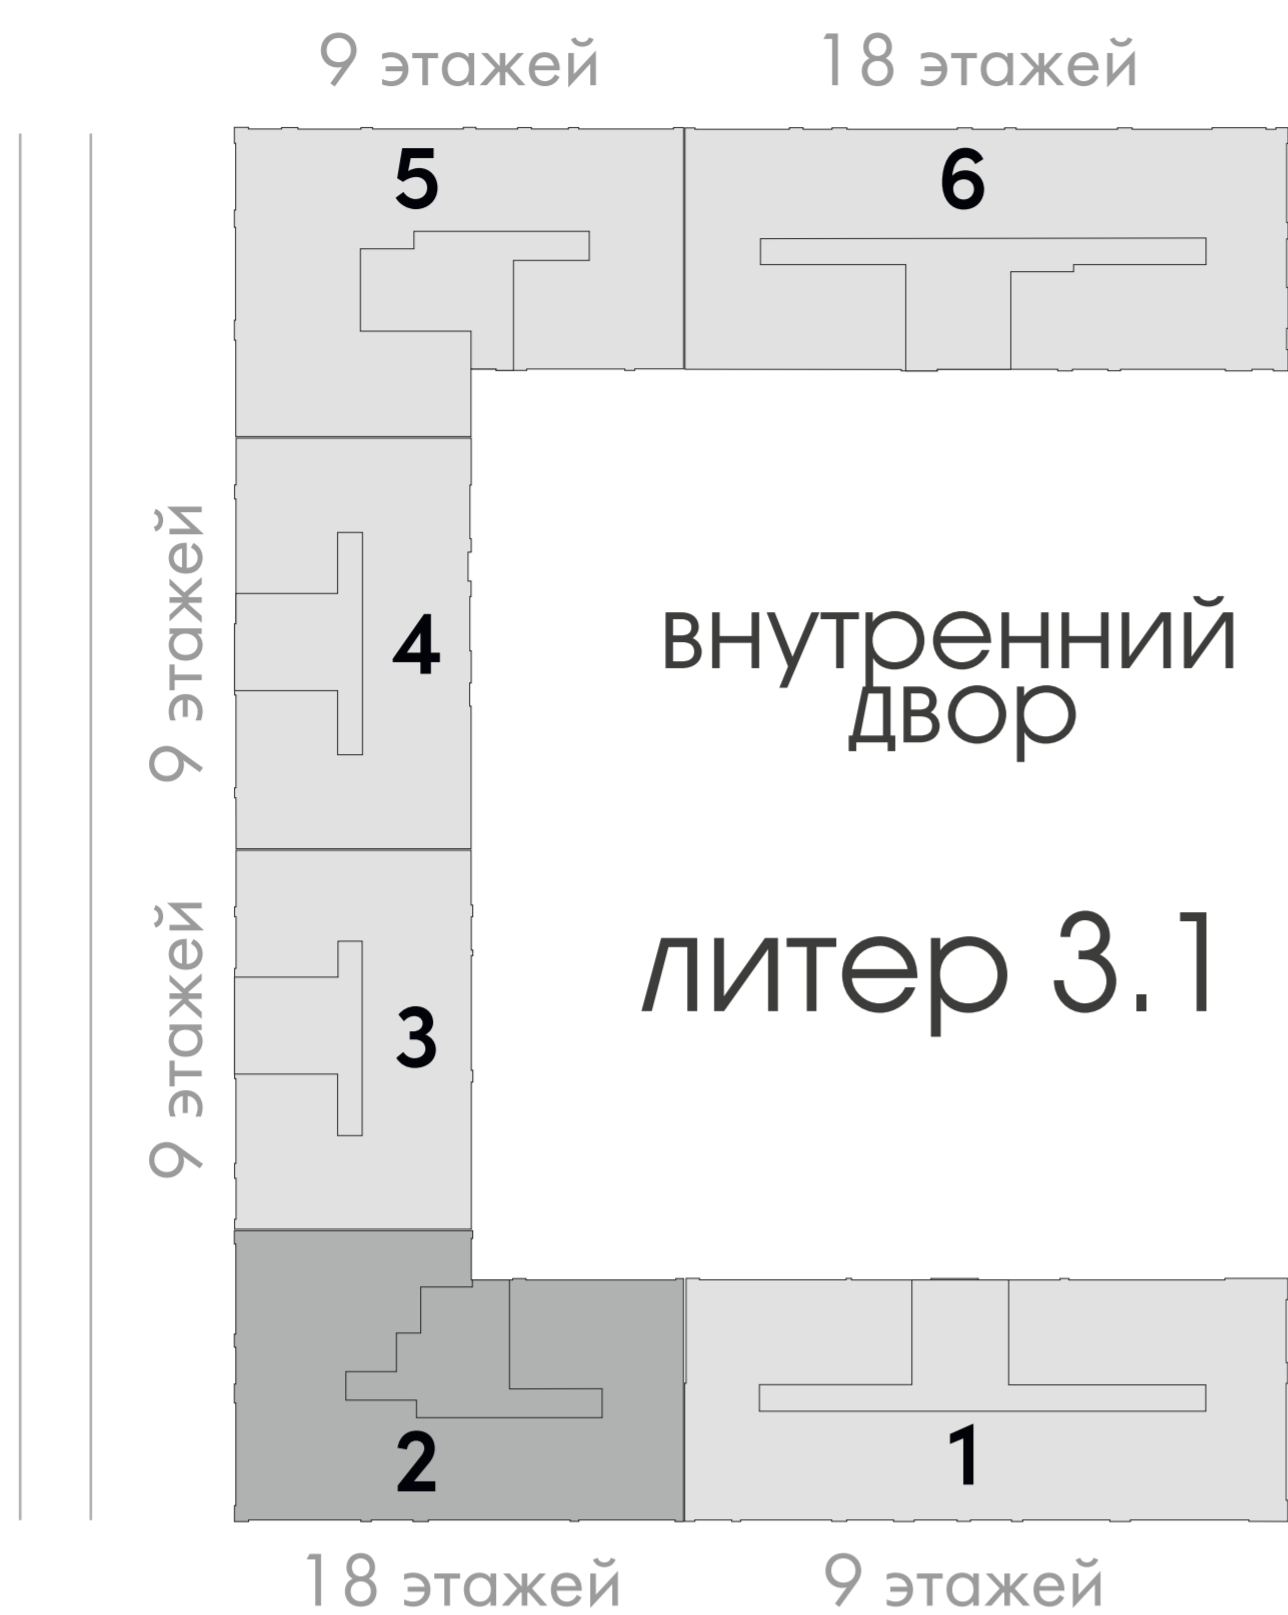 9 этажей
18 этажей
5
6
9 этажей
4
внутренний
двор
9 этажей
3
литер 3.1
2
1
18 этажей
9 этажей